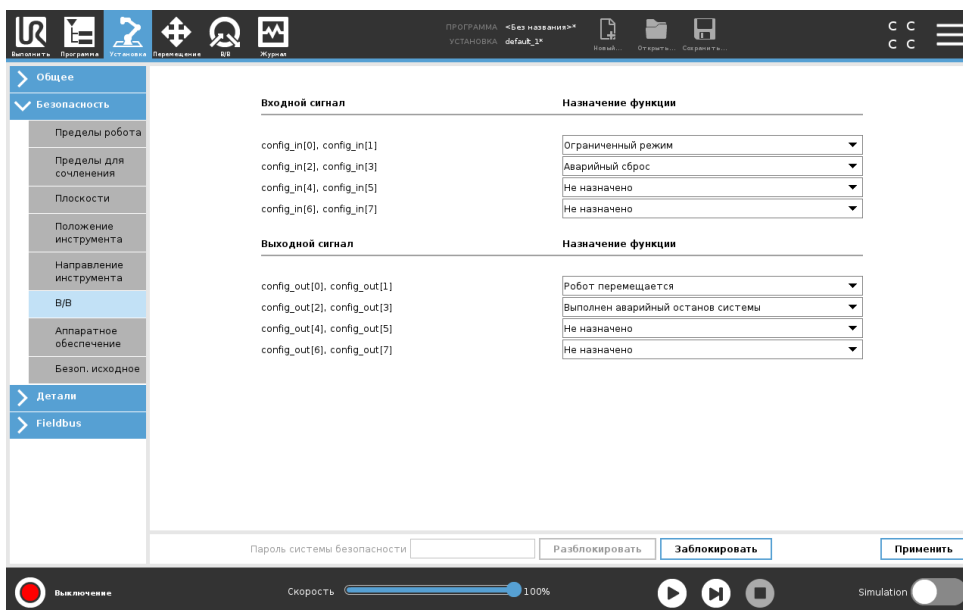 UR
Выполнить Программа Установка Перемещение В/В Журнал
ПРОГРАММА <Без названия>*
УСТАНОВКА default_1*
Новый... Открыть... Сохранить...
C C
C C
Общее
Безопасность
Пределы робота
Пределы для
сочленения
Плоскости
Положение
инструмента
Направление
инструмента
В/В
Аппаратное
обеспечение
Безоп. исходное
Детали
Fieldbus
Входной сигнал Назначение функции
config_in[0], config_in[1] Ограниченный режим
config_in[2], config_in[3] Аварийный сброс
config_in[4], config_in[5] Не назначено
config_in[6], config_in[7] Не назначено
Выходной сигнал Назначение функции
config_out[0], config_out[1] Робот перемещается
config_out[2], config_out[3] Выполнен аварийный останов системы
config_out[4], config_out[5] Не назначено
config_out[6], config_out[7] Не назначено
Пароль системы безопасности Разблокировать Заблокировать Применить
Выключение Скорость 100% Simulation